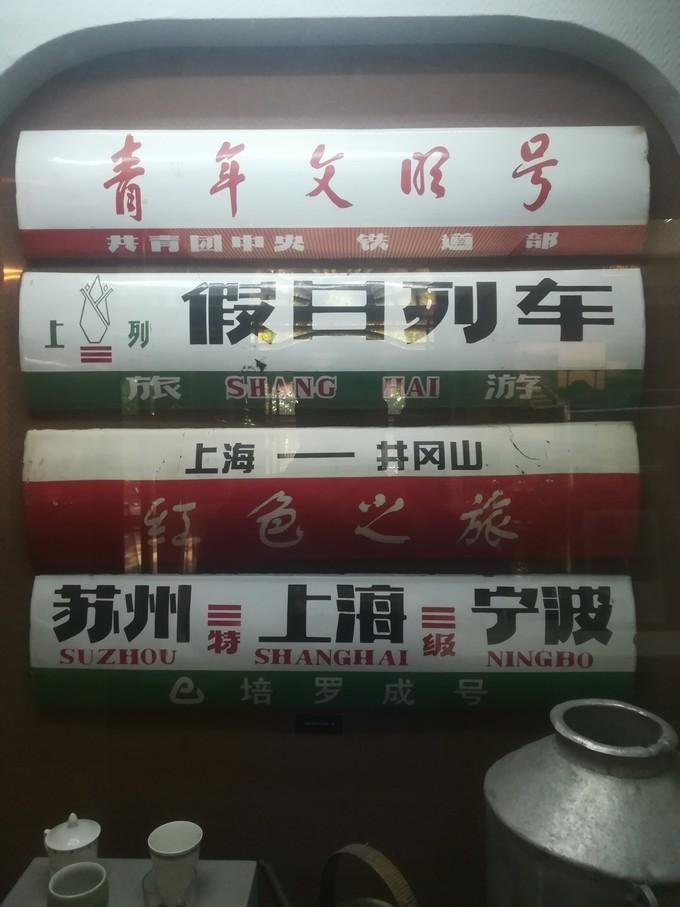 青年文明号
共青团中央 铁道部
上 列 假日列车
旅 SHANG HAI 游
上海 — 井冈山
红色之旅
苏州 特 上海 级 宁波
SUZHOU SHANGHAI NINGBO
巴塔罗成号